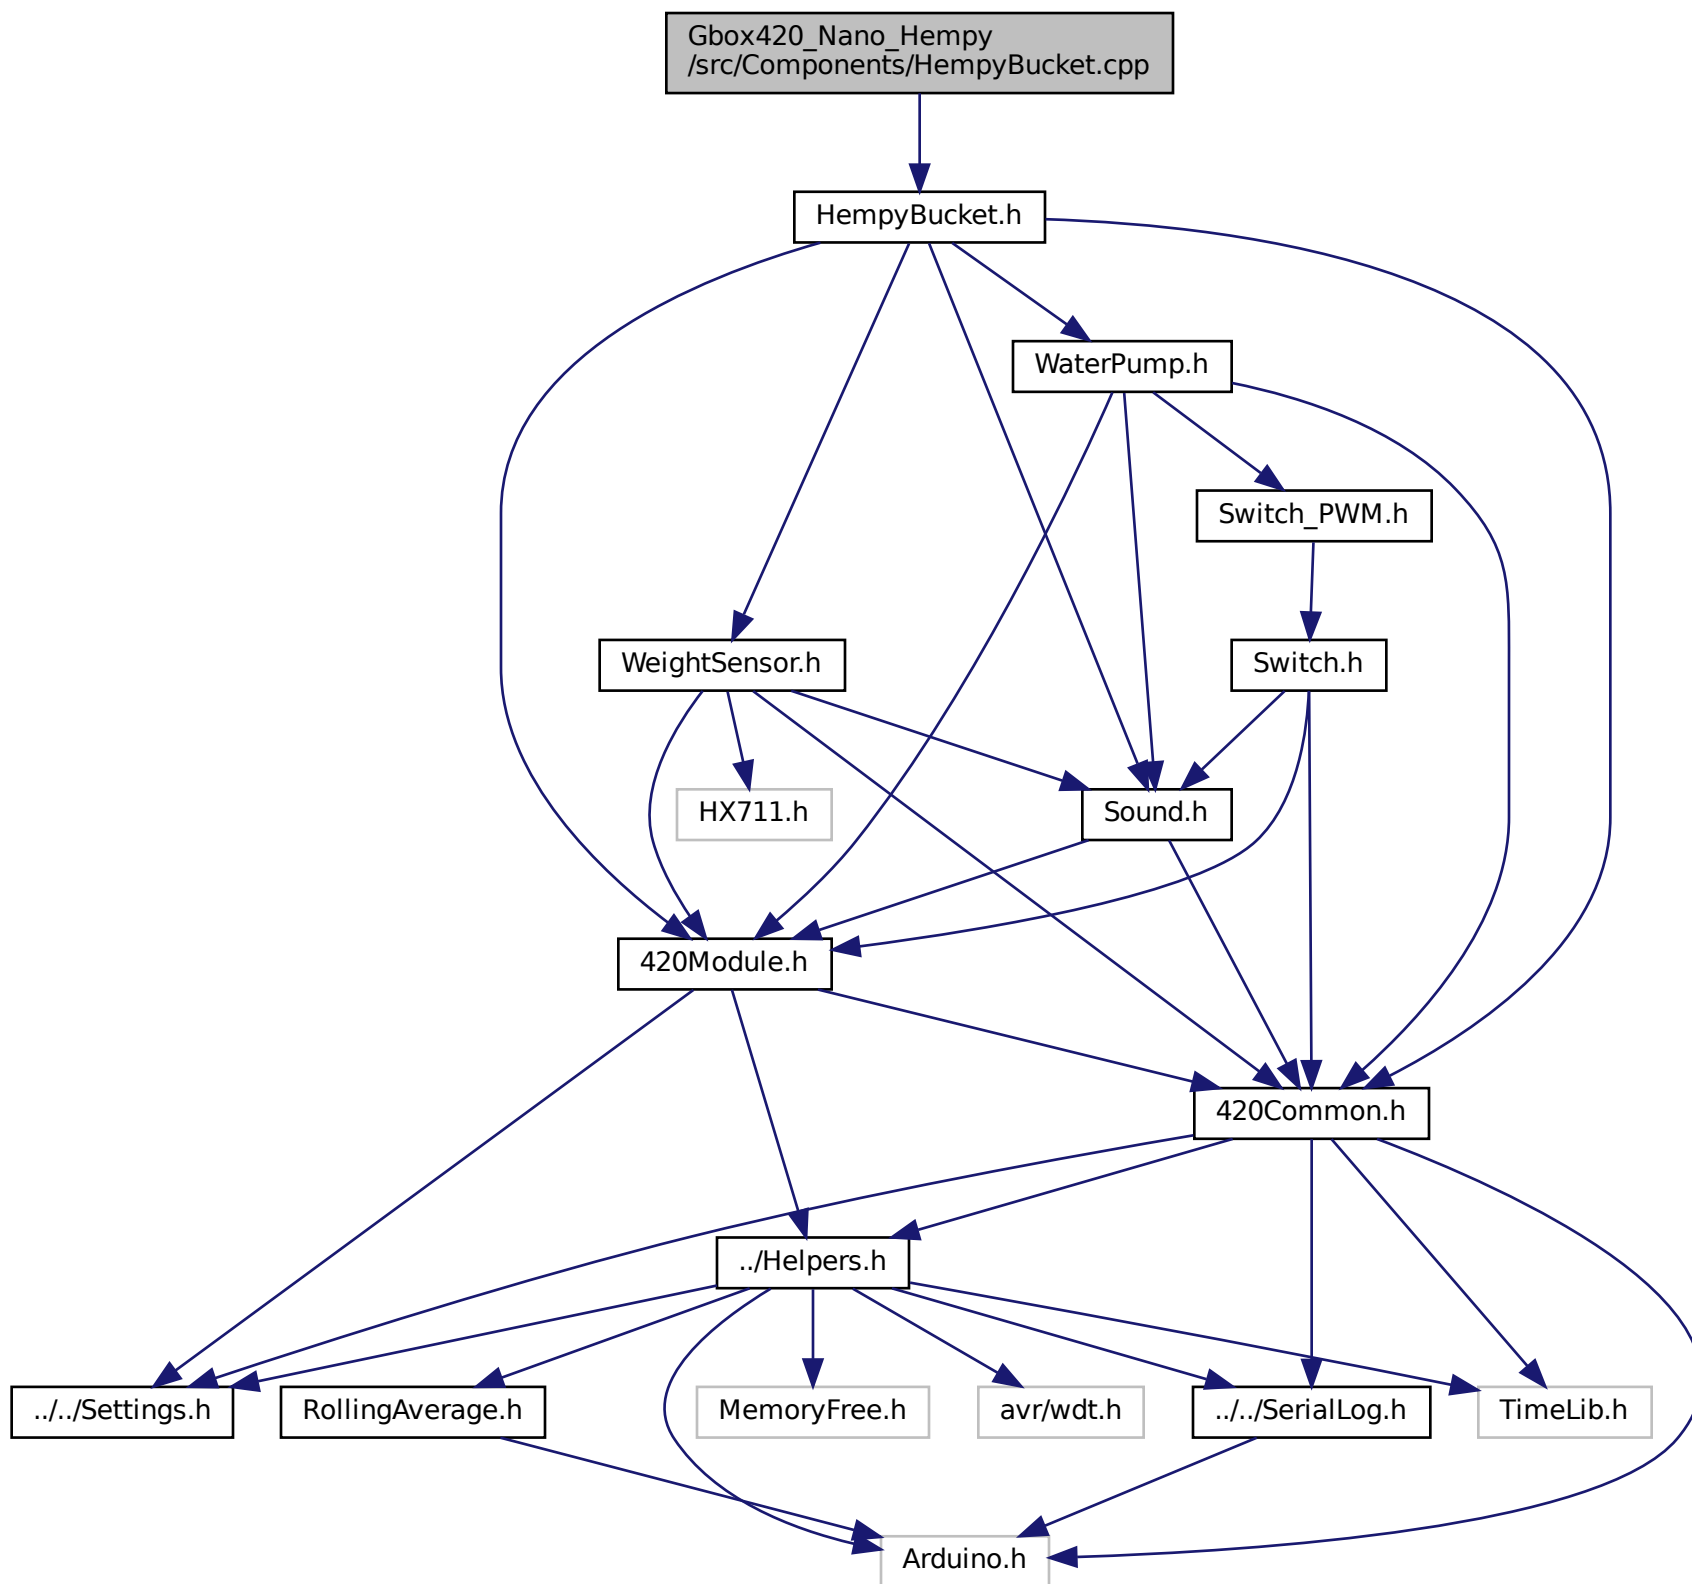 Gbox420_Nano_Hempy
/src/Components/HempyBucket.cpp
HempyBucket.h
WaterPump.h
Switch_PWM.h
WeightSensor.h
Switch.h
HX711.h
Sound.h
420Module.h
420Common.h
../Helpers.h
../../Settings.h
RollingAverage.h
MemoryFree.h
avr/wdt.h
../../SerialLog.h
TimeLib.h
Arduino.h